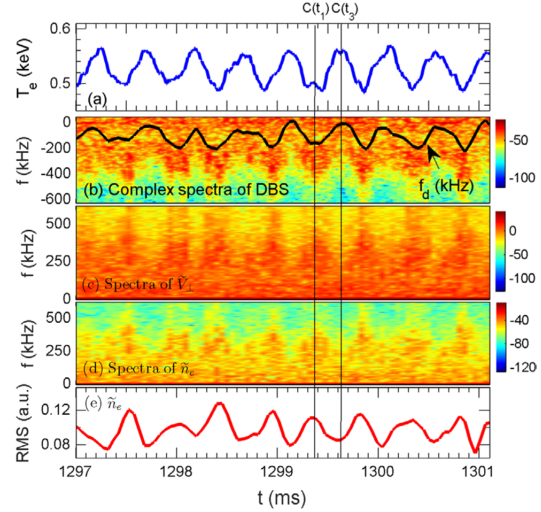 C(t₁) C(t₃)
0.6
0.5
Tₑ (keV)
(a)
0
-200
-400
-600
f (kHz)
(b) Complex spectra of DBS
f_d (kHz)
-50
-100
500
250
0
f (kHz)
(c) Spectra of Ṽ⊥
0
-50
-100
500
250
0
f (kHz)
(d) Spectra of ñₑ
-40
-80
-120
0.12
0.08
RMS (a.u.)
(e) ñₑ
1297 1298 1299 1300 1301
t (ms)